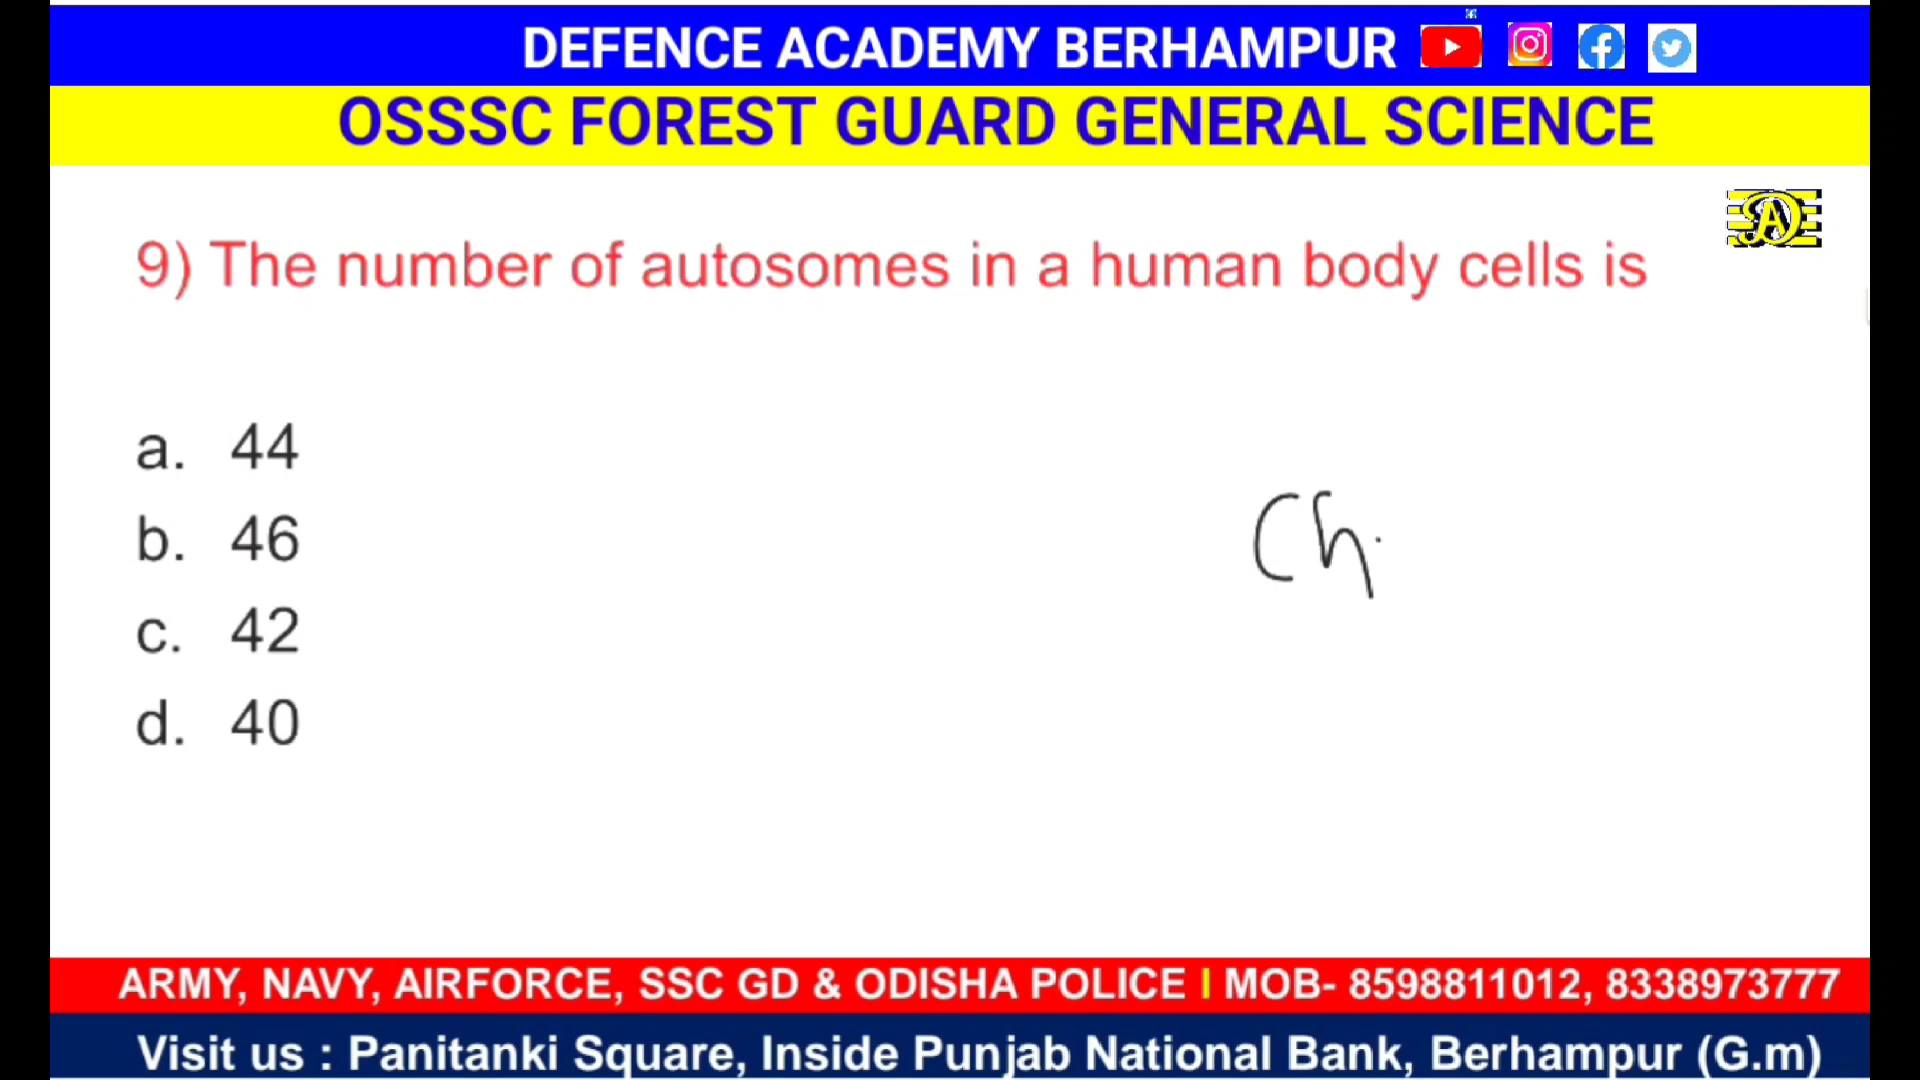 DEFENCE ACADEMY BERHAMPUR
OSSSC FOREST GUARD GENERAL SCIENCE
9) The number of autosomes in a human body cells is
a. 44
b. 46
Ch
c. 42
d. 40
ARMY, NAVY, AIRFORCE, SSC GD & ODISHA POLICE I MOB- 8598811012, 8338973777
Visit us : Panitanki Square, Inside Punjab National Bank, Berhampur (G.m)